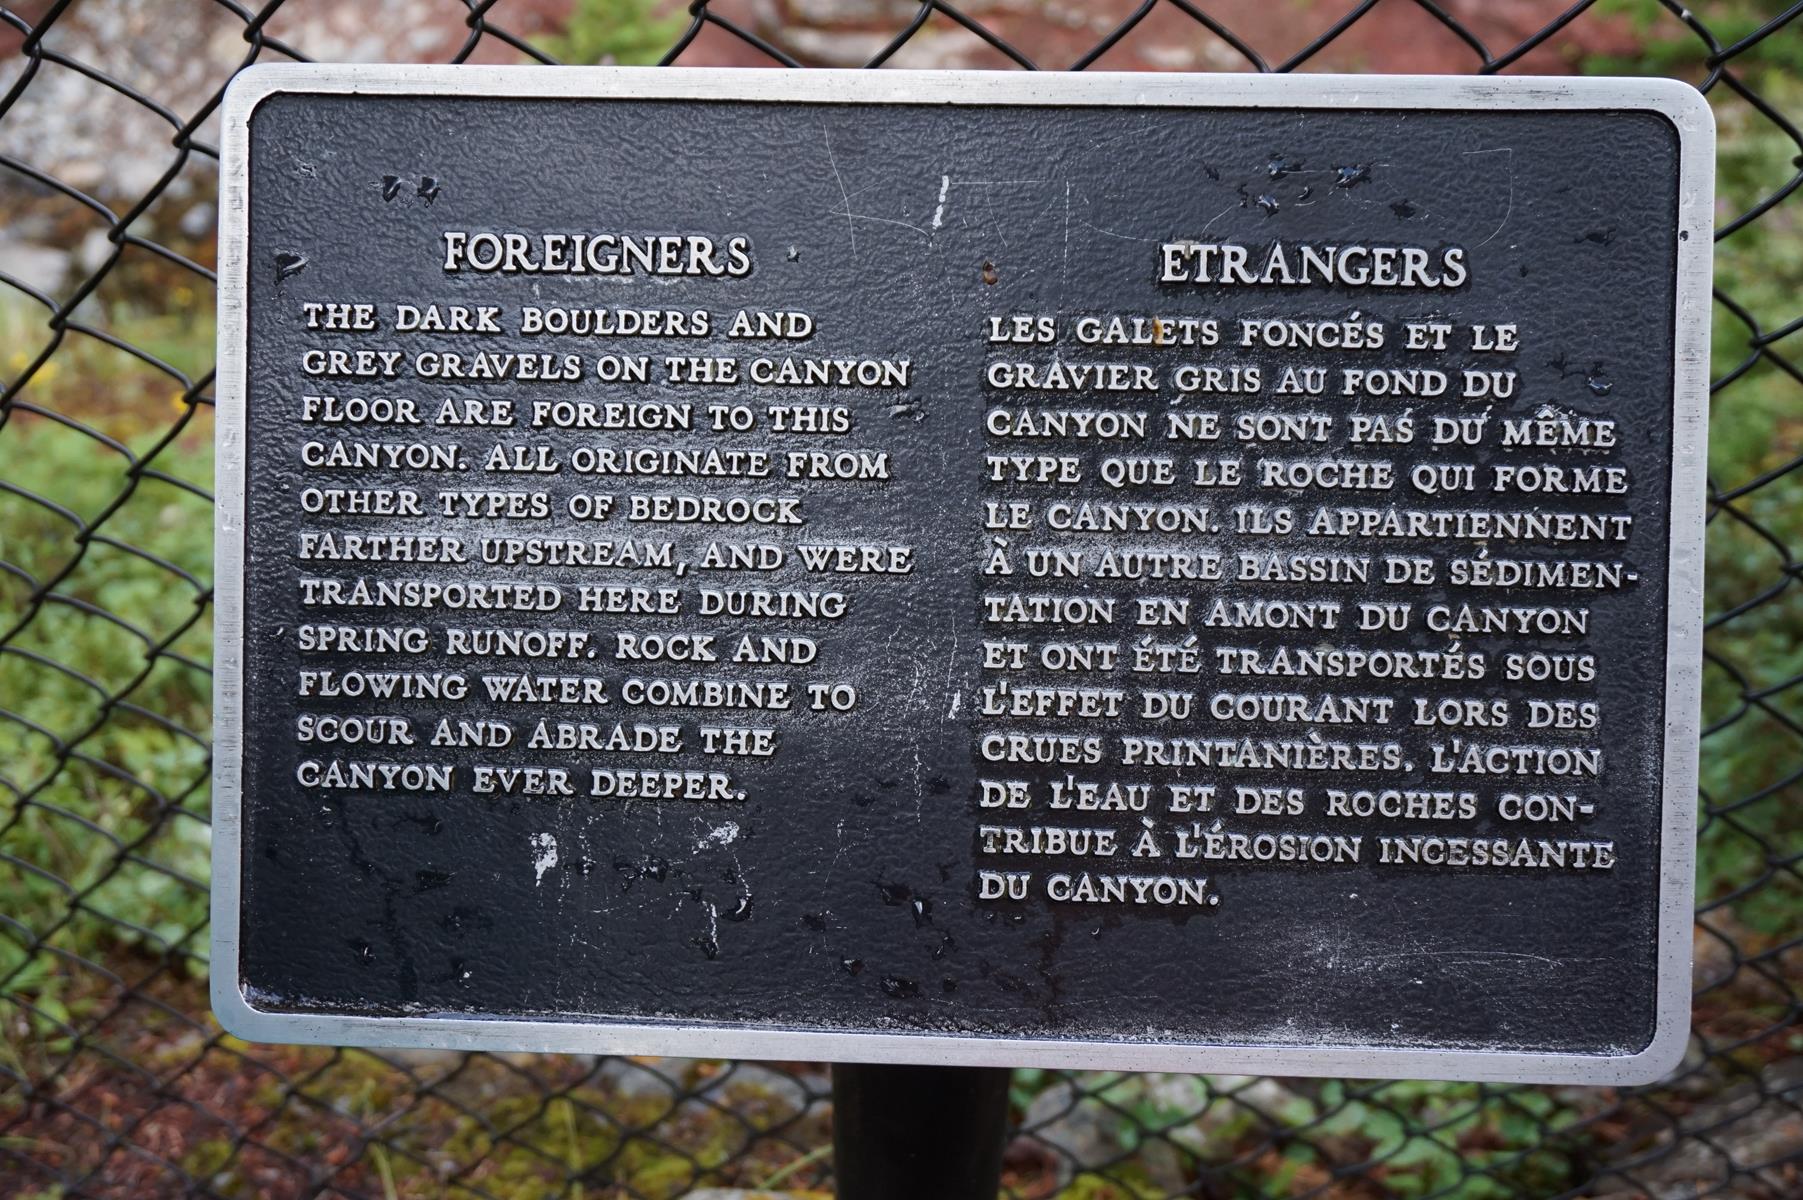 FOREIGNERS
THE DARK BOULDERS AND
GREY GRAVELS ON THE CANYON
FLOOR ARE FOREIGN TO THIS
CANYON. ALL ORIGINATE FROM
OTHER TYPES OF BEDROCK
FARTHER UPSTREAM, AND WERE
TRANSPORTED HERE DURING
SPRING RUNOFF. ROCK AND
FLOWING WATER COMBINE TO
SCOUR AND ABRADE THE
CANYON EVER DEEPER.
ETRANGERS
LES GALETS FONCÉS ET LE
GRAVIER GRIS AU FOND DU
CANYON NE SONT PAS DU MÊME
TYPE QUE LE ROCHE QUI FORME
LE CANYON. ILS APPARTIENNENT
À UN AUTRE BASSIN DE SÉDIMEN-
TATION EN AMONT DU CANYON
ET ONT ÉTÉ TRANSPORTÉS SOUS
L'EFFET DU COURANT LORS DES
CRUES PRINTANIÈRES. L'ACTION
DE L'EAU ET DES ROCHES CON-
TRIBUE À L'ÉROSION INCESSANTE
DU CANYON.